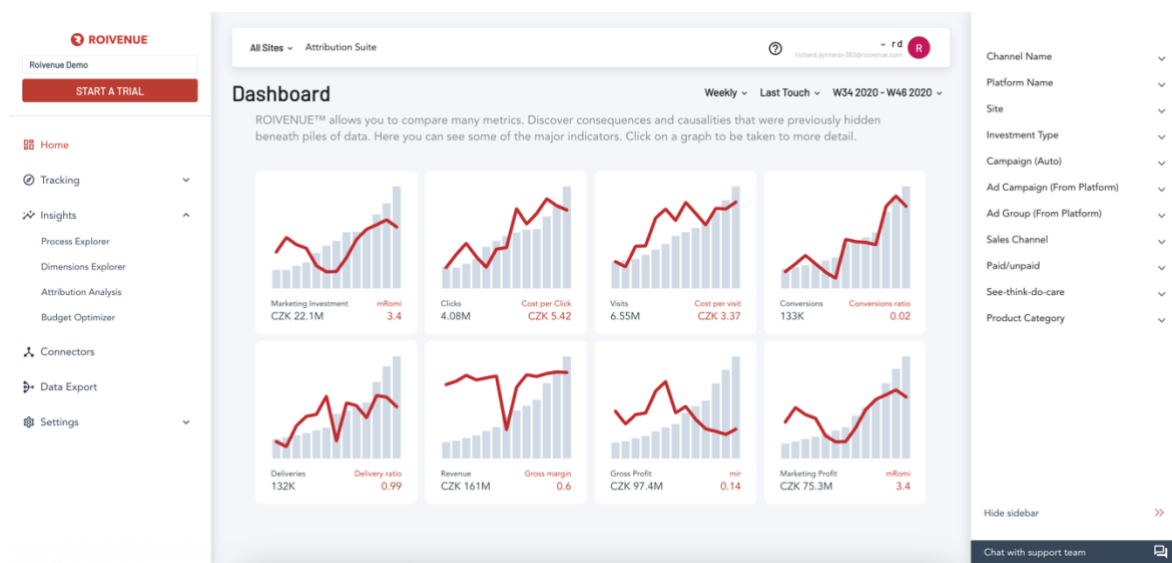 ROIVENUE
Roivenue Demo
START A TRIAL
Home
Tracking
Insights
Process Explorer
Dimensions Explorer
Attribution Analysis
Budget Optimizer
Connectors
Data Export
Settings
All Sites Attribution Suite
rd
R
Dashboard
Weekly Last Touch W34 2020 - W46 2020
ROIVENUE™ allows you to compare many metrics. Discover consequences and causalities that were previously hidden
beneath piles of data. Here you can see some of the major indicators. Click on a graph to be taken to more detail.
Marketing Investment mRomi
CZK 22.1M 3.4
Clicks Cost per Click
4.08M CZK 5.42
Visits Cost per visit
6.55M CZK 3.37
Conversions Conversions ratio
133K 0.02
Deliveries Delivery ratio
132K 0.99
Revenue Gross margin
CZK 161M 0.6
Gross Profit mir
CZK 97.4M 0.14
Marketing Profit mRomi
CZK 75.3M 3.4
Channel Name
Platform Name
Site
Investment Type
Campaign (Auto)
Ad Campaign (From Platform)
Ad Group (From Platform)
Sales Channel
Paid/unpaid
See-think-do-care
Product Category
Hide sidebar
Chat with support team